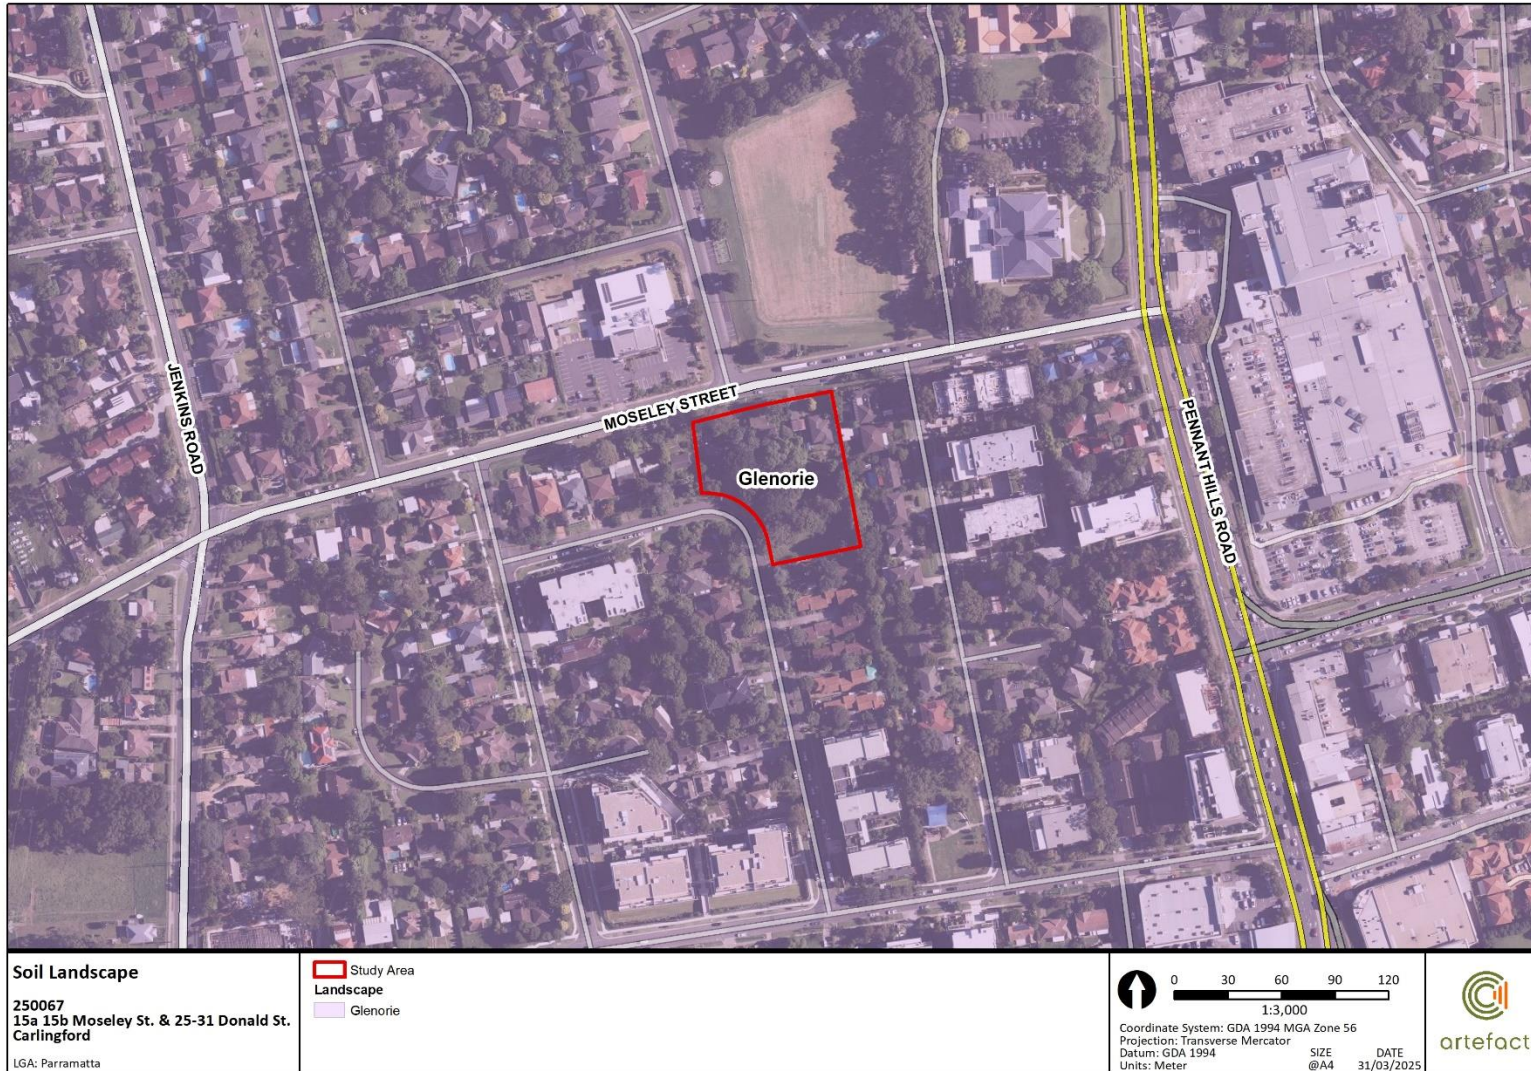 JENKINS ROAD
MOSELEY STREET
PENNANT HILLS ROAD
Glenorie
Soil Landscape
250067
15a 15b Moseley St. & 25-31 Donald St.
Carlingford
LGA: Parramatta
Study Area
Landscape
Glenorie
0 30 60 90 120
1:3,000
Coordinate System: GDA 1994 MGA Zone 56
Projection: Transverse Mercator
Datum: GDA 1994
Units: Meter
SIZE DATE
@A4 31/03/2025
artefact